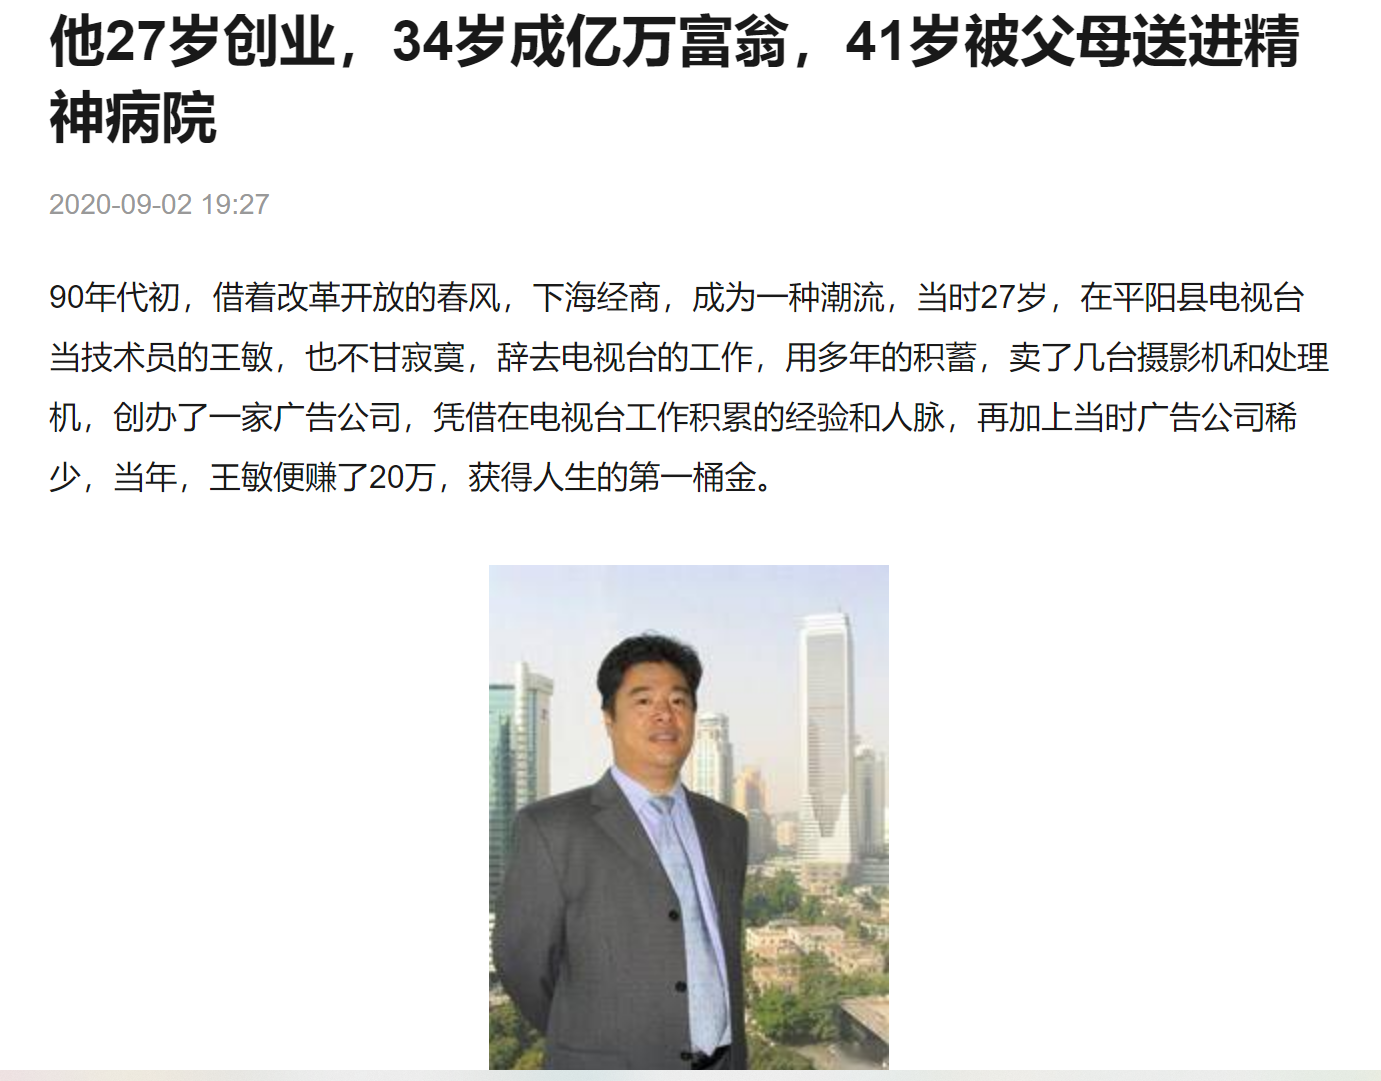 他27岁创业，34岁成亿万富翁，41岁被父母送进精
神病院
2020-09-02 19:27
90年代初，借着改革开放的春风，下海经商，成为一种潮流，当时27岁，在平阳县电视台
当技术员的王敏，也不甘寂寞，辞去电视台的工作，用多年的积蓄，卖了几台摄影机和处理
机，创办了一家广告公司，凭借在电视台工作积累的经验和人脉，再加上当时广告公司稀
少，当年，王敏便赚了20万，获得人生的第一桶金。